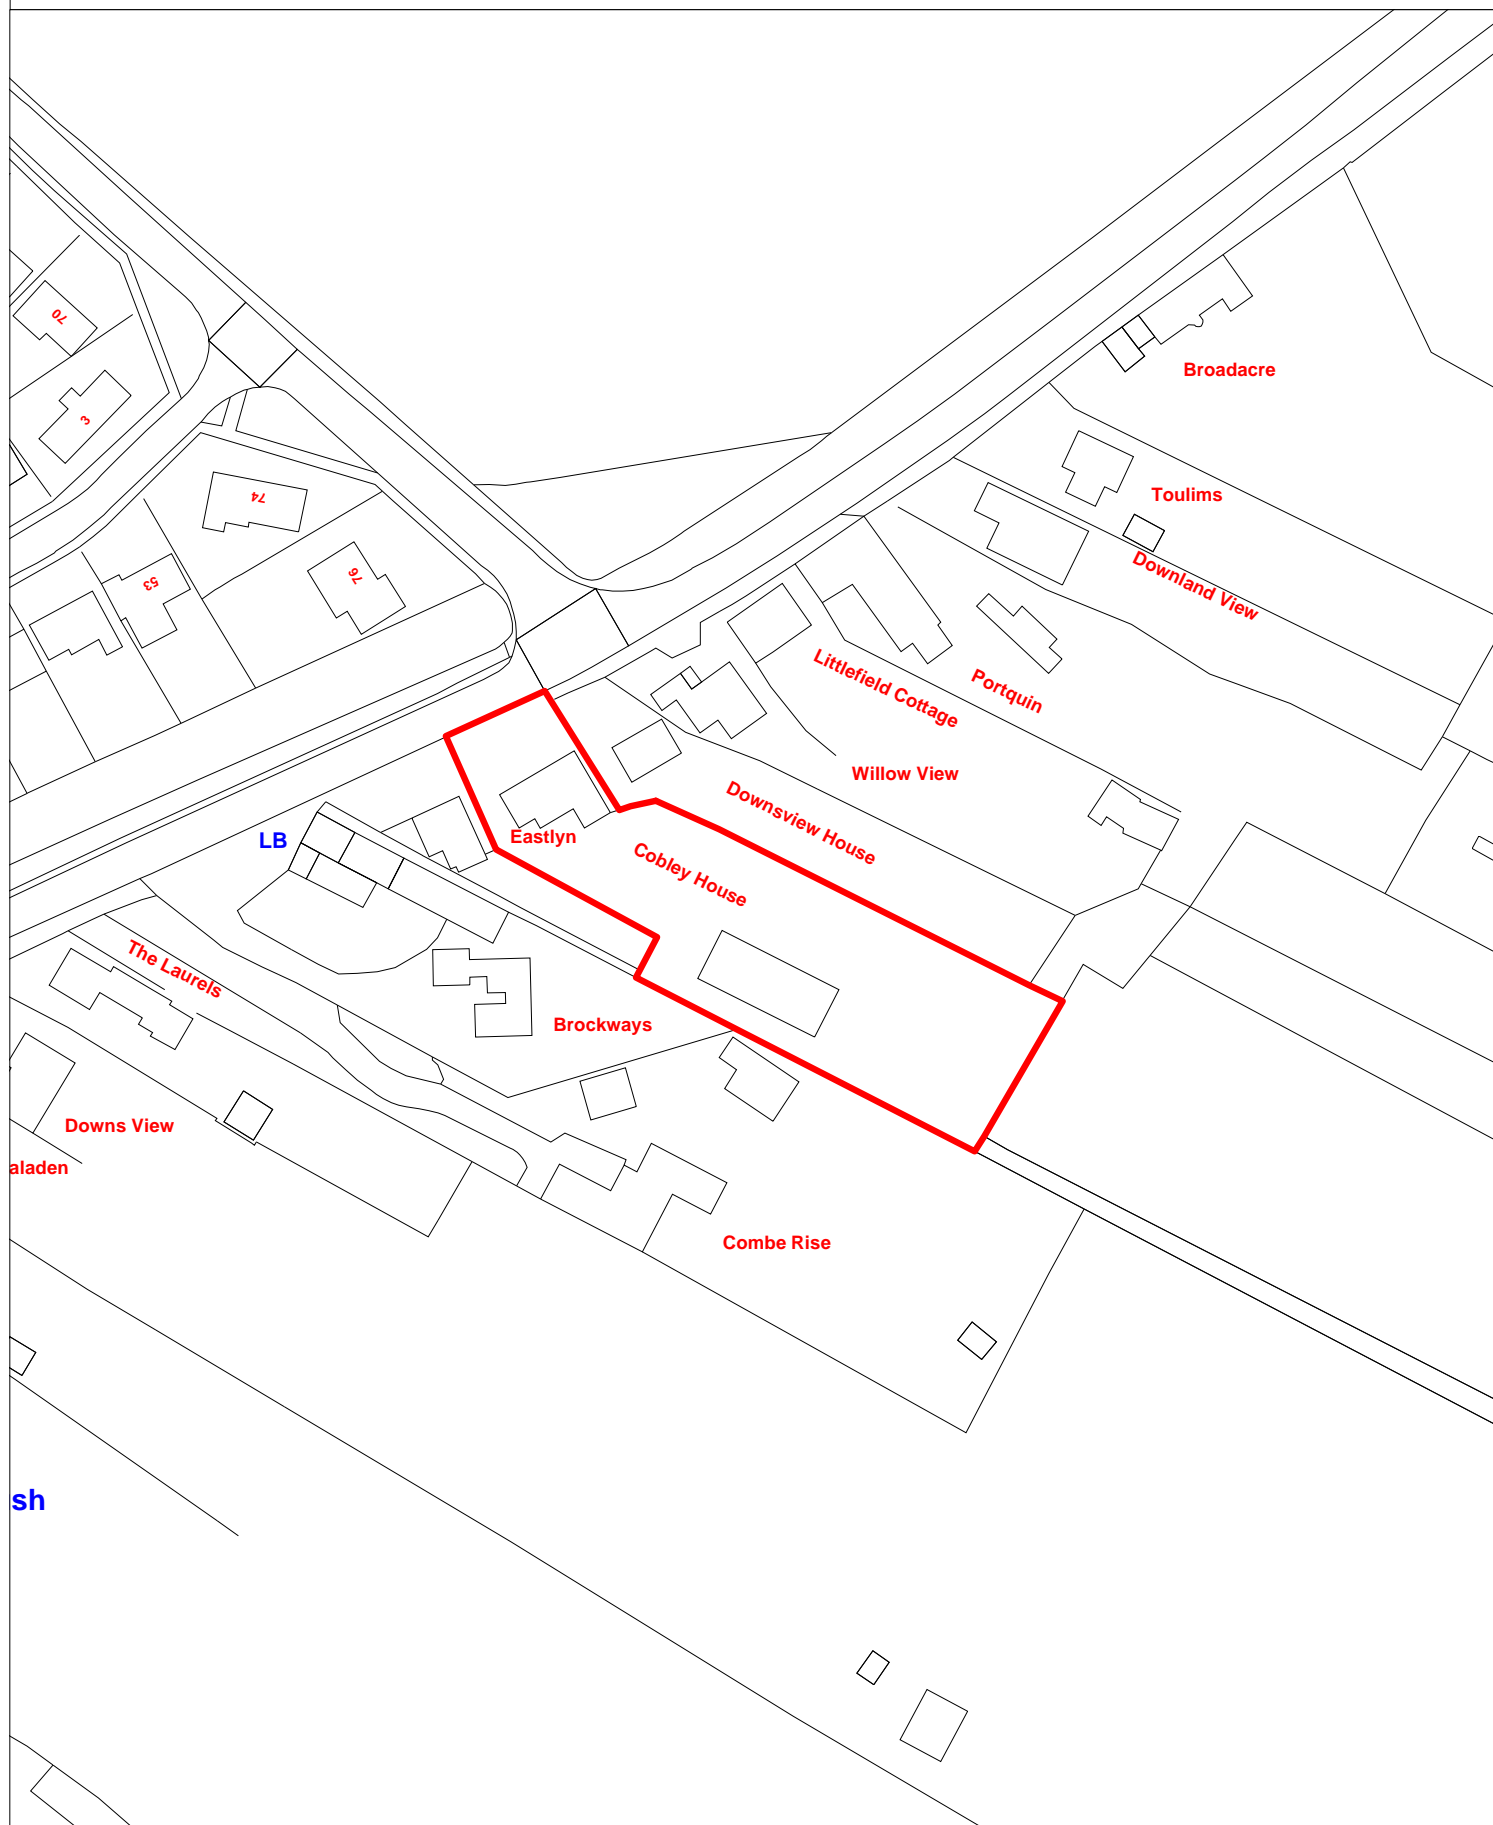 70
Broadacre
3
74
Toulims
53
76
Downland View
Littlefield Cottage
Portquin
Willow View
Downsview House
LB
Eastlyn
Cobley House
The Laurels
Brockways
Downs View
aladen
Combe Rise
sh